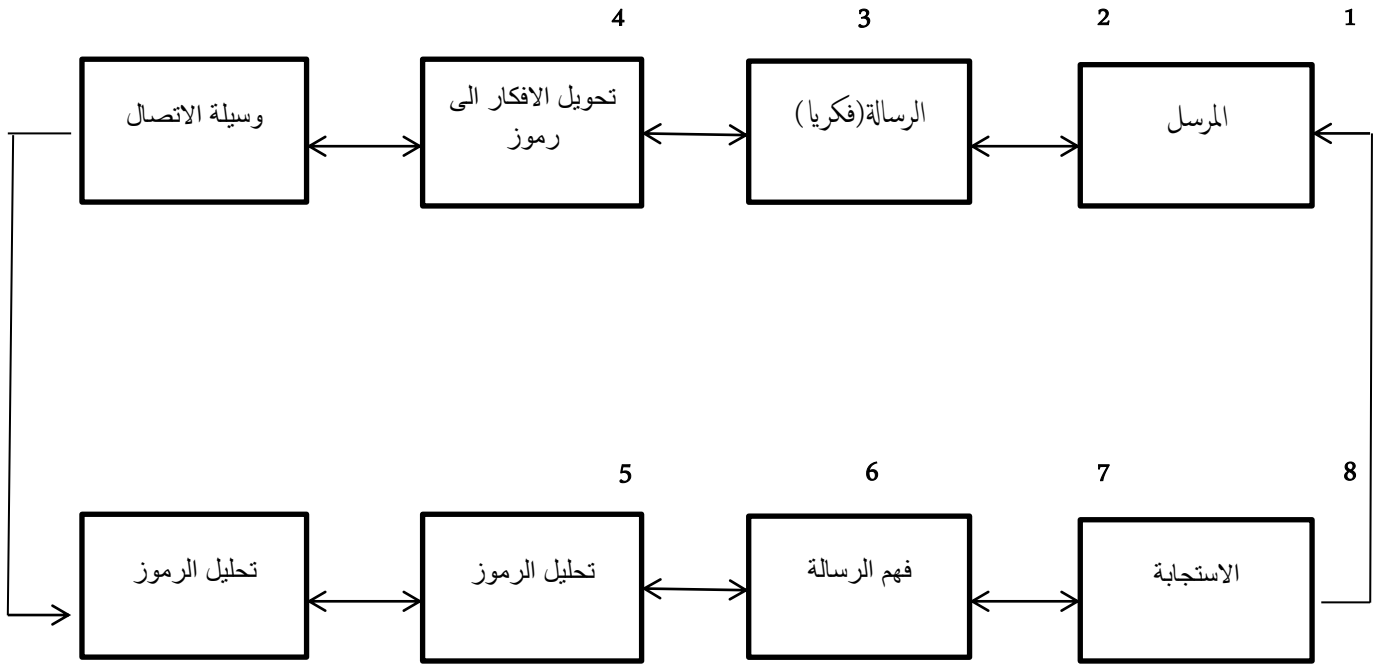 1
2
3
4
المرسل
الرسالة(فكريا)
تحويل الافكار الى
رموز
وسيلة الاتصال
8
7
6
5
الاستجابة
فهم الرسالة
تحليل الرموز
تحليل الرموز